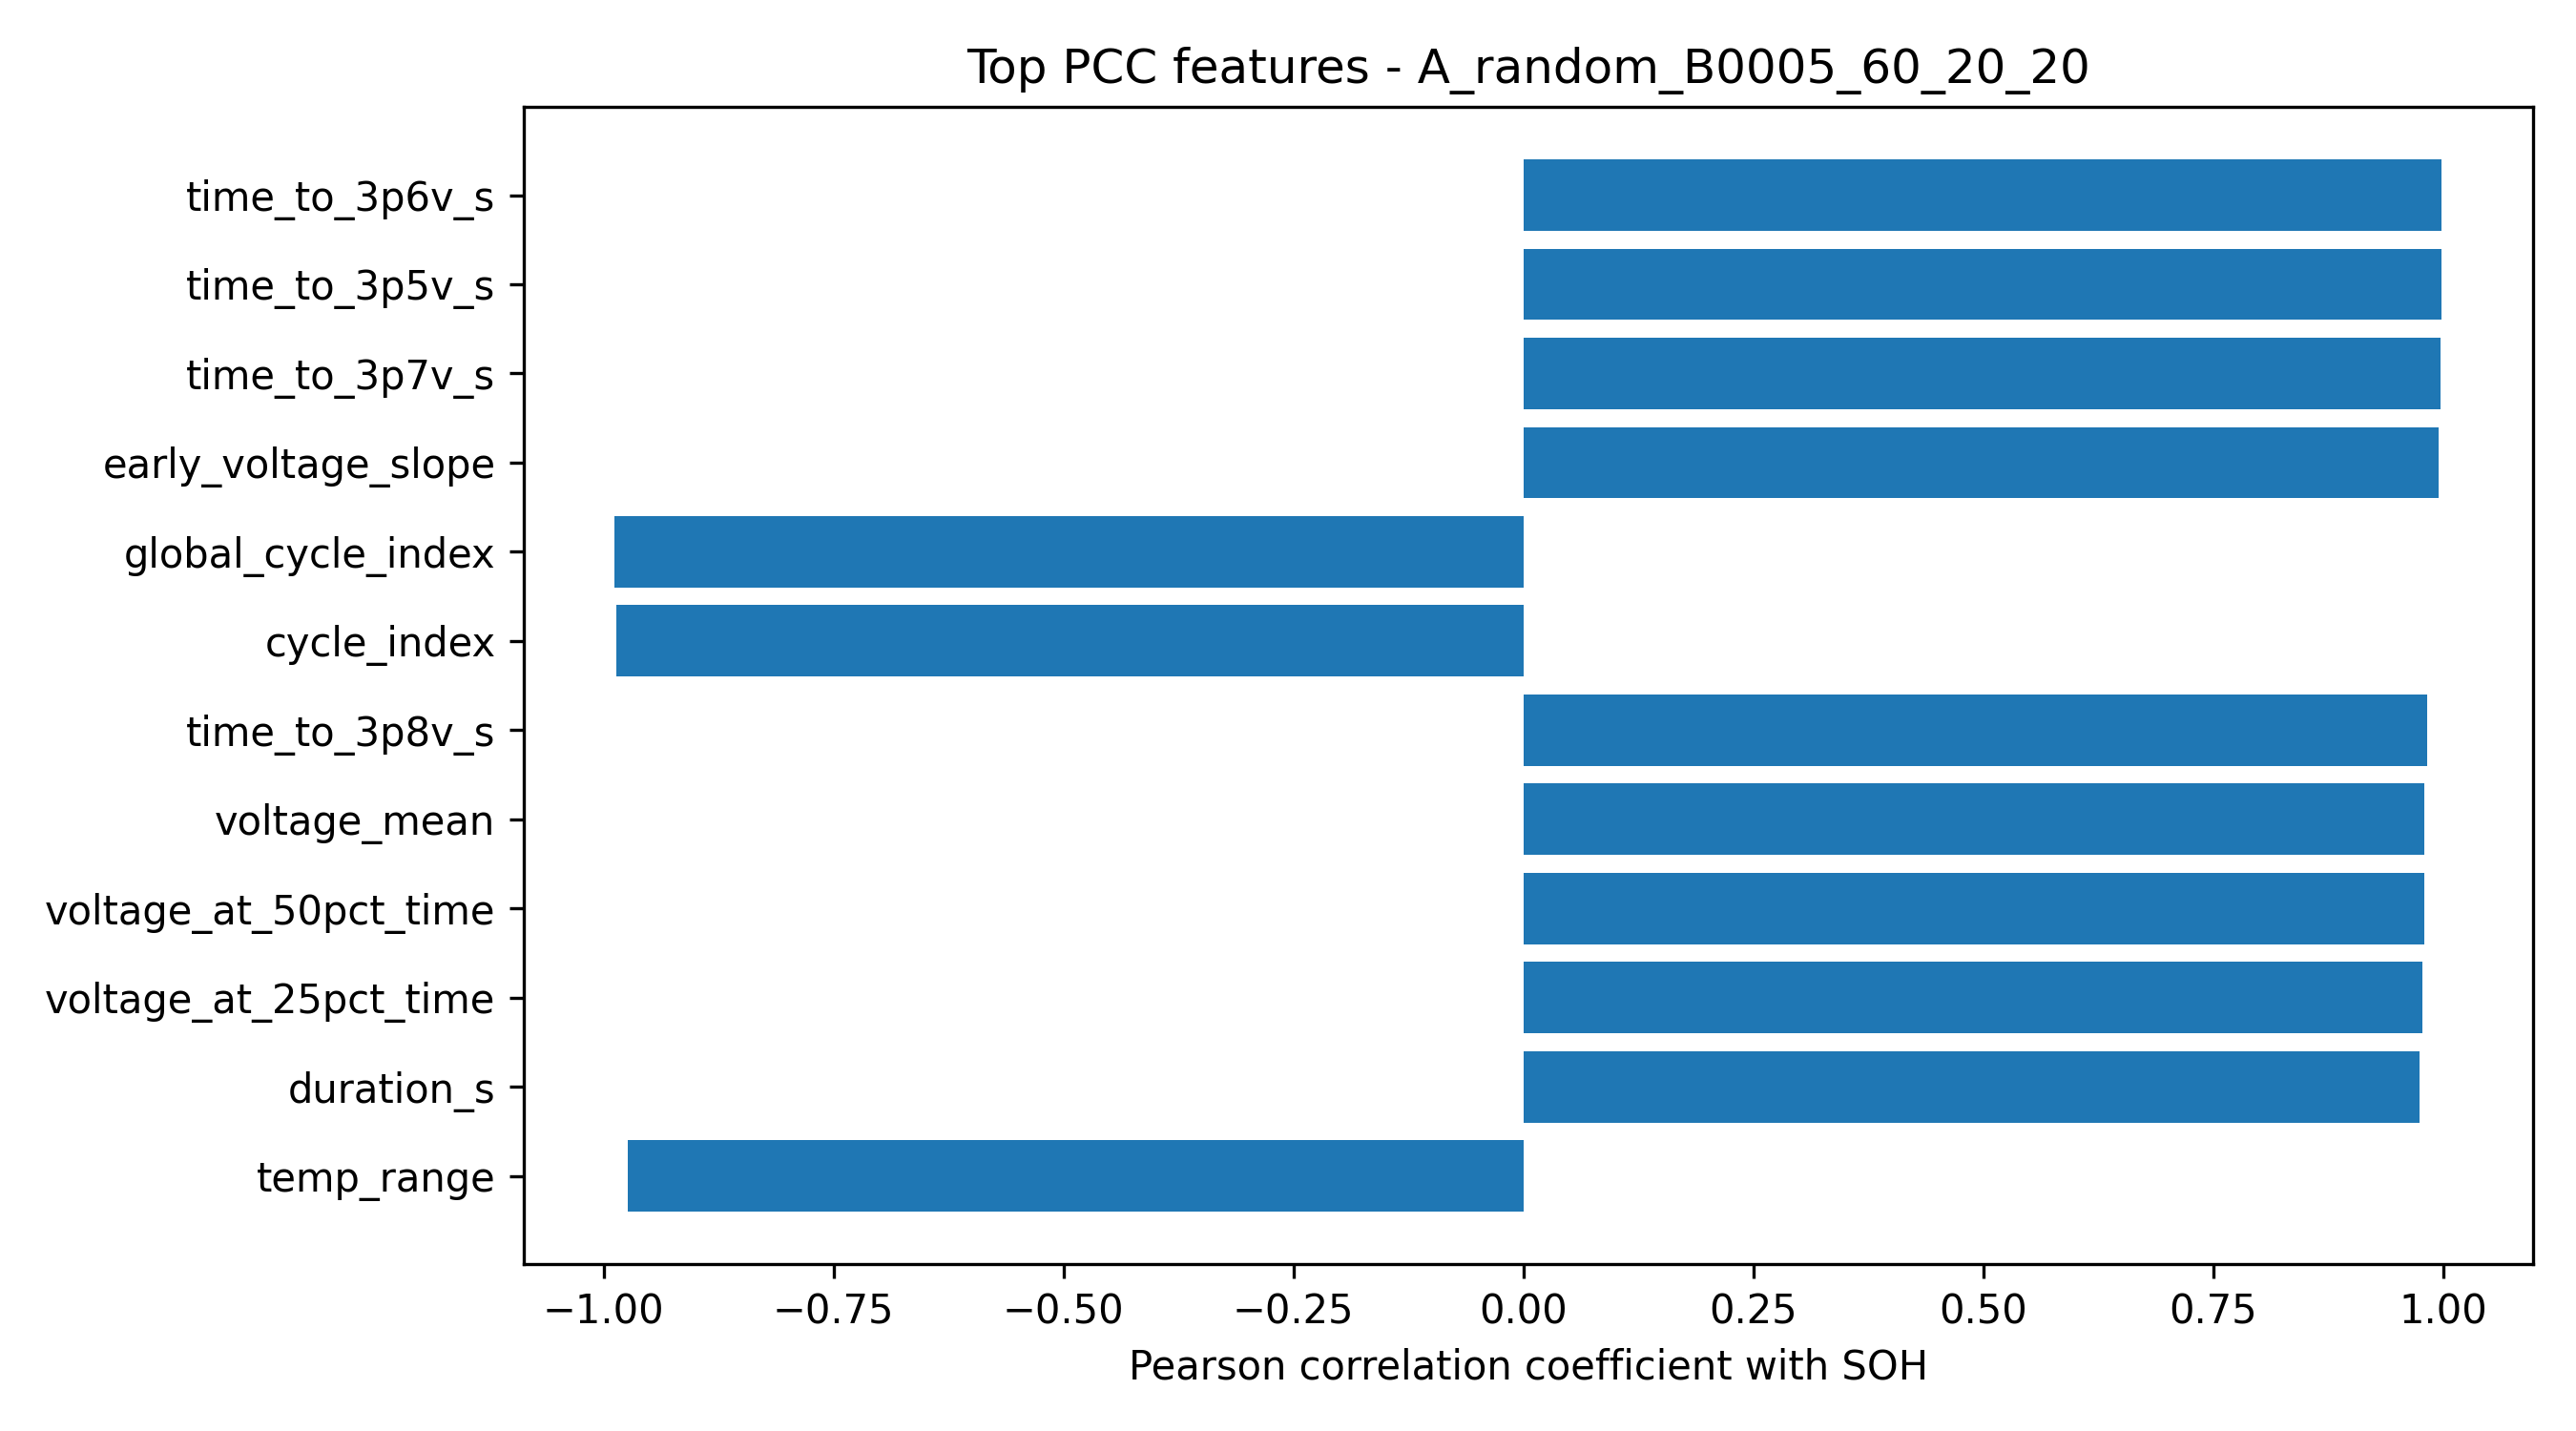 Top PCC features - A_random_B0005_60_20_20
time_to_3p6v_s
time_to_3p5v_s
time_to_3p7v_s
early_voltage_slope
global_cycle_index
cycle_index
time_to_3p8v_s
voltage_mean
voltage_at_50pct_time
voltage_at_25pct_time
duration_s
temp_range
−1.00 −0.75 −0.50 −0.25 0.00 0.25 0.50 0.75 1.00
Pearson correlation coefficient with SOH